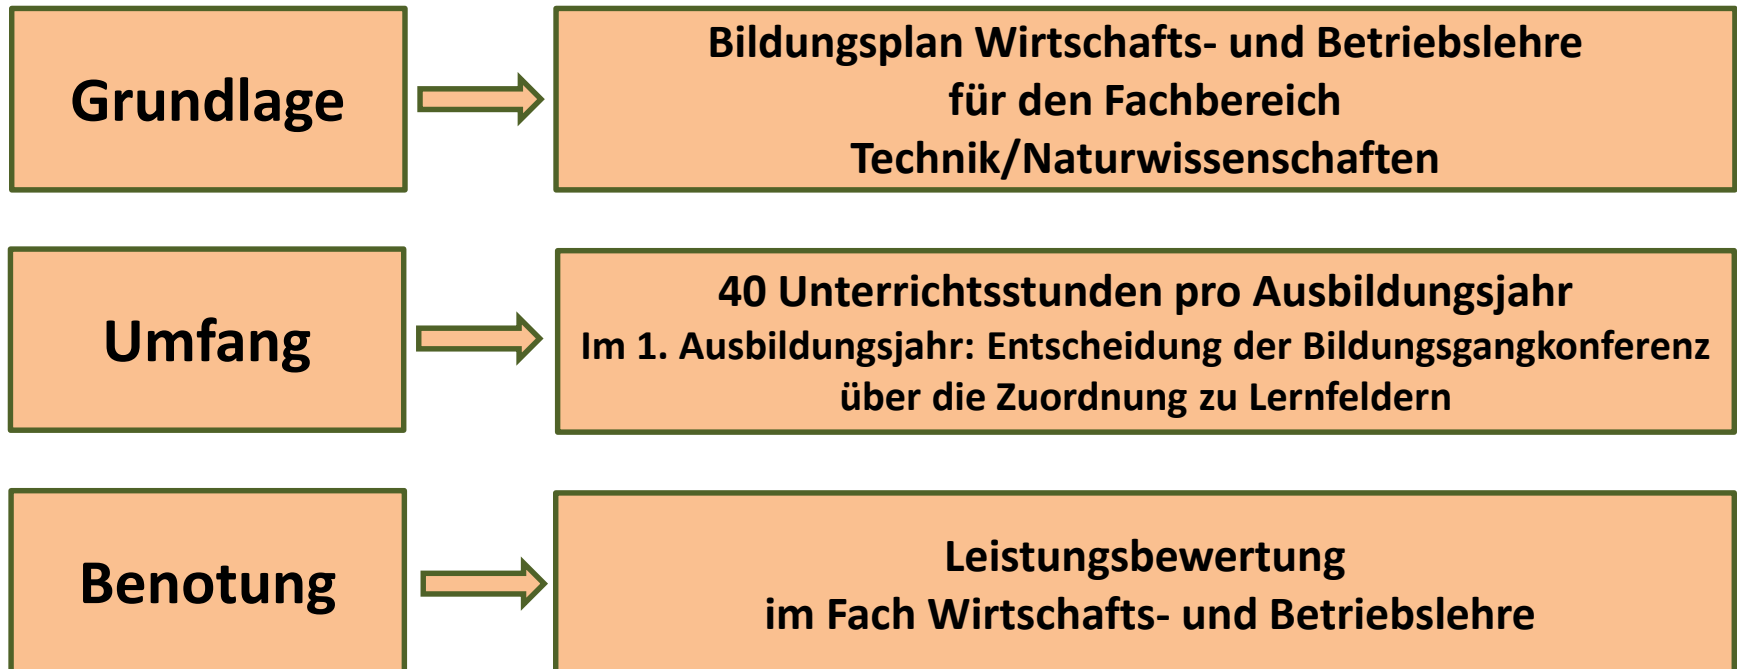 Grundlage
Bildungsplan Wirtschafts- und Betriebslehre
für den Fachbereich
Technik/Naturwissenschaften
Umfang
40 Unterrichtsstunden pro Ausbildungsjahr
Im 1. Ausbildungsjahr: Entscheidung der Bildungsgangkonferenz
über die Zuordnung zu Lernfeldern
Benotung
Leistungsbewertung
im Fach Wirtschafts- und Betriebslehre